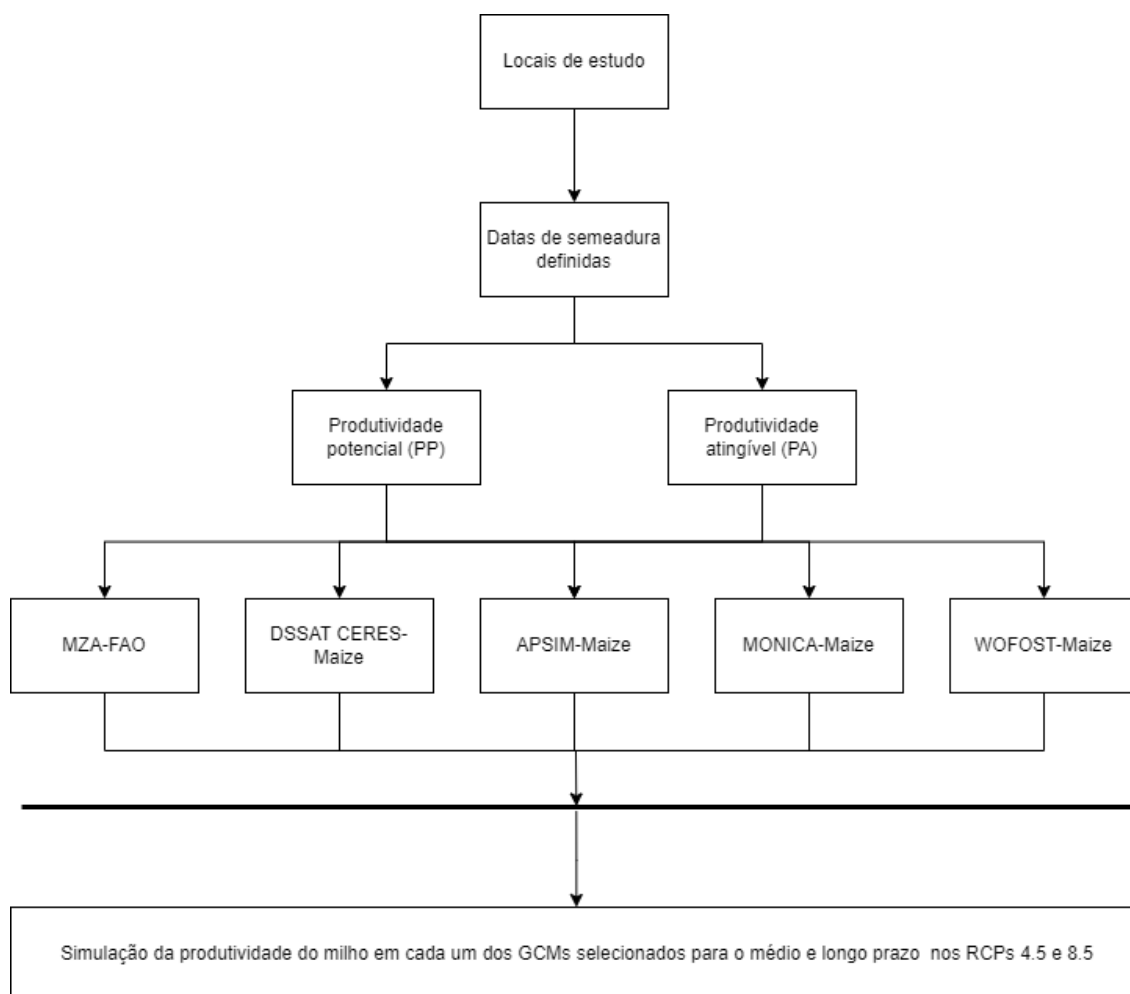 Locais de estudo
Datas de semeadura
definidas
Produtividade
potencial (PP)
Produtividade
atingível (PA)
MZA-FAO
DSSAT CERES-
Maize
APSIM-Maize
MONICA-Maize
WOFOST-Maize
Simulação da produtividade do milho em cada um dos GCMs selecionados para o médio e longo prazo  nos RCPs 4.5 e 8.5